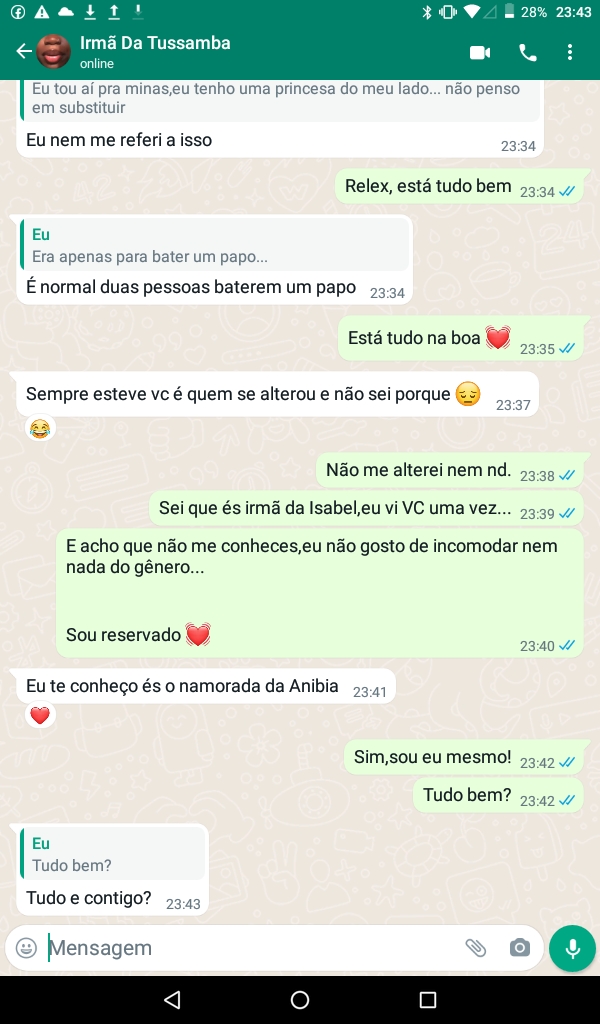 28% 23:43
Irmã Da Tussamba
online
Eu tou aí pra minas,eu tenho uma princesa do meu lado... não penso
em substituir
Eu nem me referi a isso
23:34
Relex, está tudo bem 23:34
Eu
Era apenas para bater um papo...
É normal duas pessoas baterem um papo 23:34
Está tudo na boa 💓 23:35
Sempre esteve vc é quem se alterou e não sei porque 😔 23:37
😂
Não me alterei nem nd. 23:38
Sei que és irmã da Isabel,eu vi VC uma vez... 23:39
E acho que não me conheces,eu não gosto de incomodar nem
nada do gênero...
Sou reservado 💓 23:40
Eu te conheço és o namorada da Anibia 23:41
❤️
Sim,sou eu mesmo! 23:42
Tudo bem? 23:42
Eu
Tudo bem?
Tudo e contigo? 23:43
Mensagem